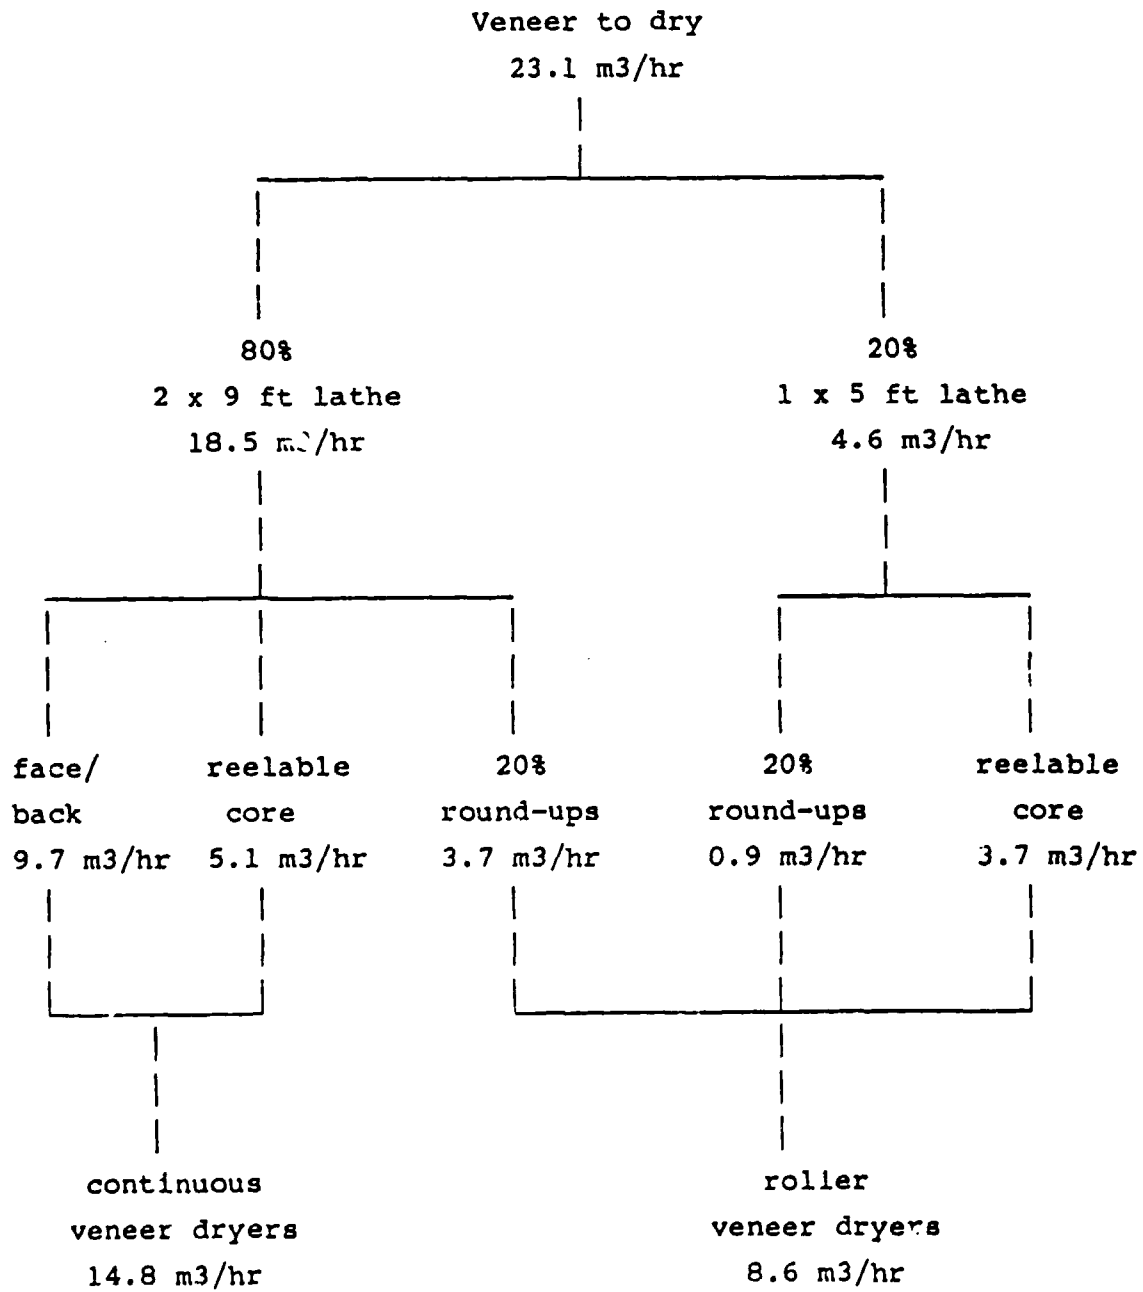 Veneer to dry
23.1 m3/hr
80%
2 x 9 ft lathe
18.5 m3/hr
20%
1 x 5 ft lathe
4.6 m3/hr
face/
back
9.7 m3/hr
reelable
core
5.1 m3/hr
20%
round-ups
3.7 m3/hr
20%
round-ups
0.9 m3/hr
reelable
core
3.7 m3/hr
continuous
veneer dryers
14.8 m3/hr
roller
veneer dryers
8.6 m3/hr